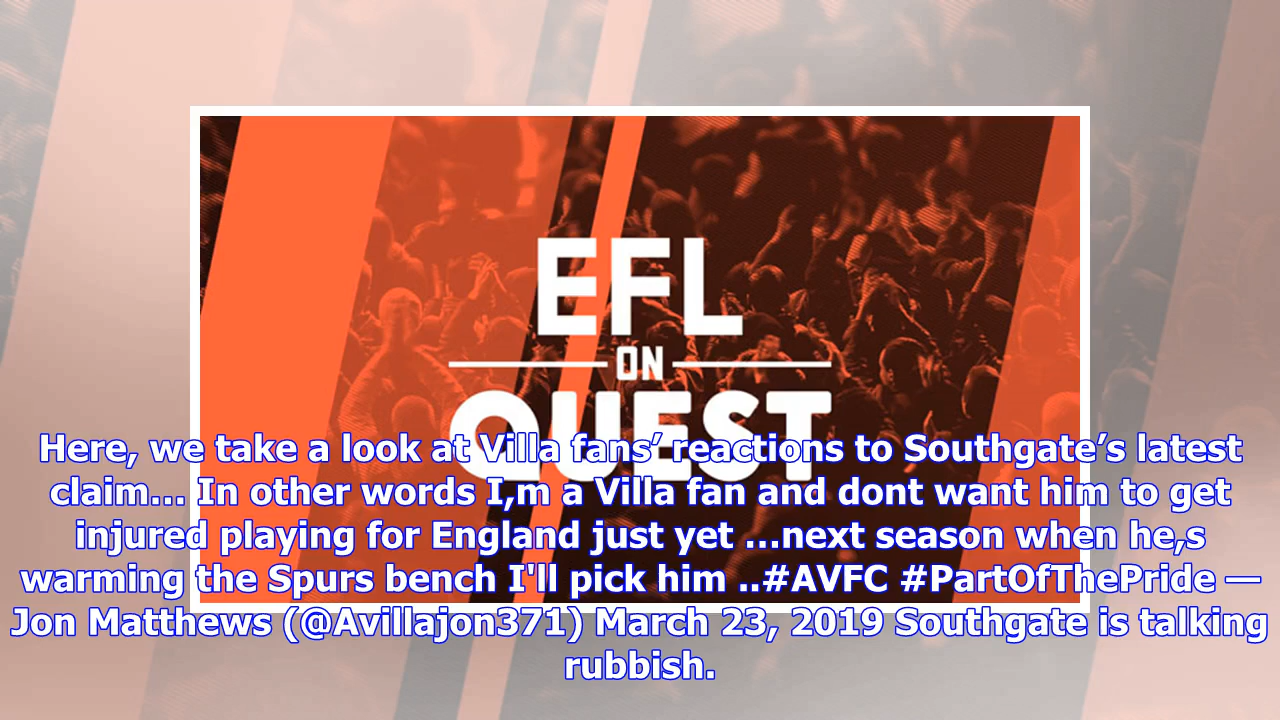 EFL
ON
QUEST
Here, we take a look at Villa fans’ reactions to Southgate’s latest
claim... In other words I,m a Villa fan and dont want him to get
injured playing for England just yet ...next season when he,s
warming the Spurs bench I'll pick him ..#AVFC #PartOfThePride —
Jon Matthews (@Avillajon371) March 23, 2019 Southgate is talking
rubbish.